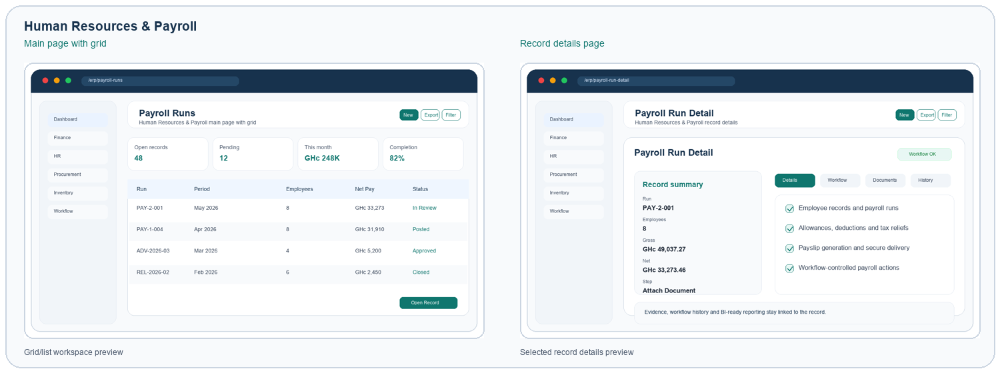 Human Resources & Payroll
Main page with grid
/erp/payroll-runs
Dashboard
Finance
HR
Procurement
Inventory
Workflow
Payroll Runs
Human Resources & Payroll main page with grid
New Export Filter
Open records
48
Pending
12
This month
GHc 248K
Completion
82%
Run Period Employees Net Pay Status
PAY-2-001 May 2026 8 GHc 33,273 In Review
PAY-1-004 Apr 2026 8 GHc 31,910 Posted
ADV-2026-03 Mar 2026 4 GHc 5,200 Approved
REL-2026-02 Feb 2026 6 GHc 2,450 Closed
Open Record
Grid/list workspace preview
Record details page
/erp/payroll-run-detail
Dashboard
Finance
HR
Procurement
Inventory
Workflow
Payroll Run Detail
Human Resources & Payroll record details
New Export Filter
Payroll Run Detail
Workflow OK
Record summary
Run
PAY-2-001
Employees
8
Gross
GHc 49,037.27
Net
GHc 33,273.46
Step
Attach Document
Details Workflow Documents History
Employee records and payroll runs
Allowances, deductions and tax reliefs
Payslip generation and secure delivery
Workflow-controlled payroll actions
Evidence, workflow history and BI-ready reporting stay linked to the record.
Selected record details preview